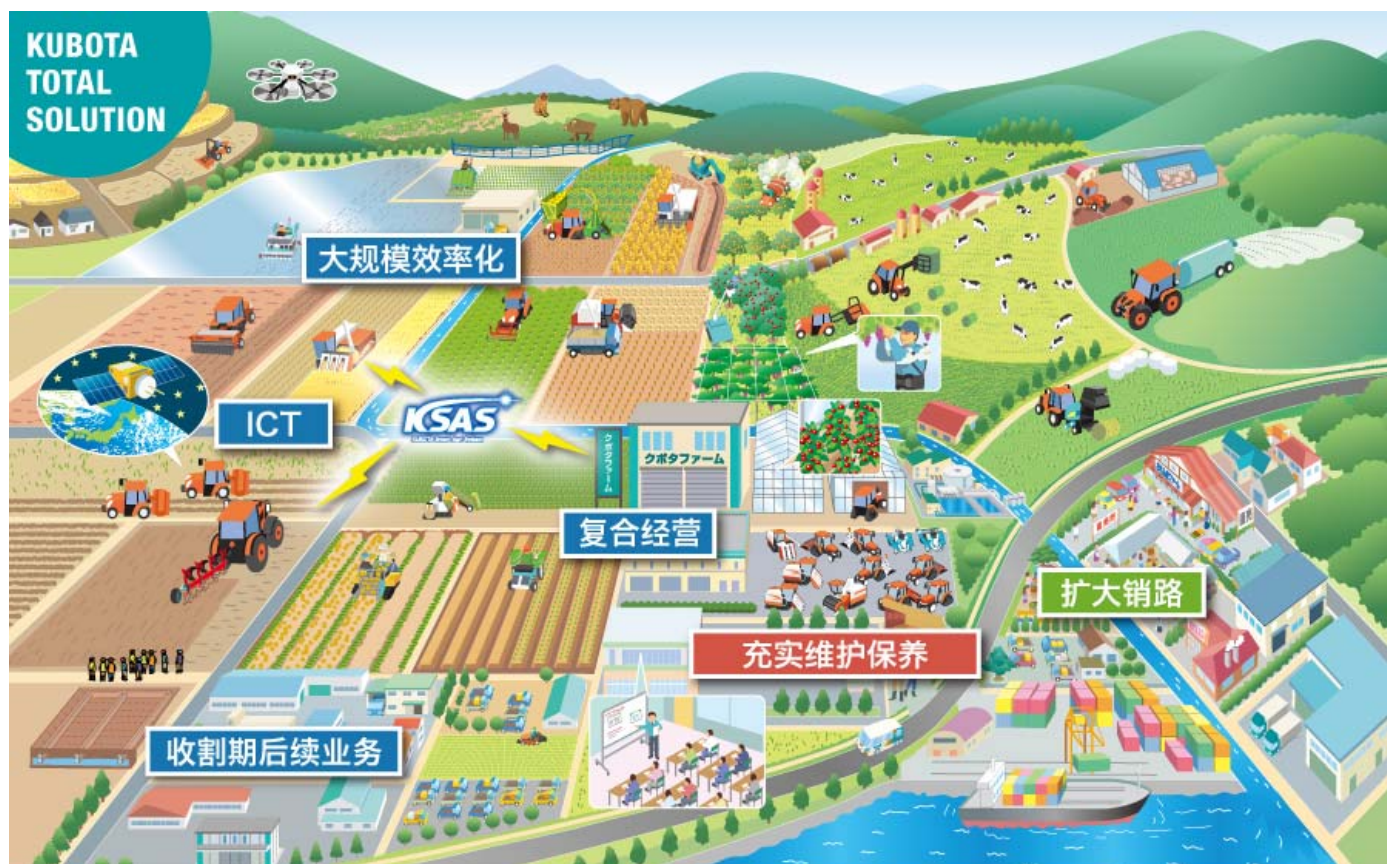 KUBOTA
TOTAL
SOLUTION
大规模效率化
ICT
KSAS
クボタファーム
クボタファーム
复合经营
扩大销路
充实维护保养
收割期后续业务